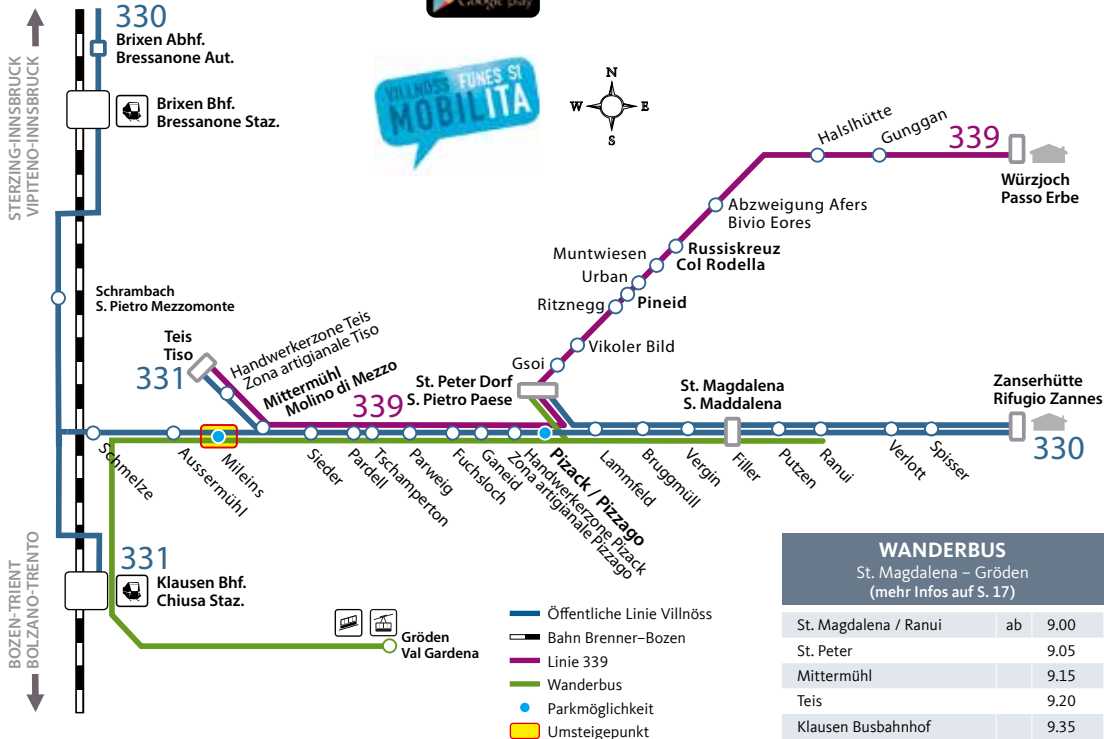 Google play
330
Brixen Abhf.
Bressanone Aut.
Brixen Bhf.
Bressanone Staz.
STERZING-INNSBRUCK
VIPITENO-INNSBRUCK
VILLNÖSS FUNES SI
MOBILITA
N
W
E
S
Halslhütte
Gunggan
339
Würzjoch
Passo Erbe
Abzweigung Afers
Bivio Eores
Muntwiesen
Russiskreuz
Col Rodella
Urban
Pineid
Ritznegg
Vikoler Bild
Gsoi
Schrambach
S. Pietro Mezzomonte
Teis
Tiso
331
Handwerkerzone Teis
Zona artigianale Tiso
Mittermühl
Molino di Mezzo
339
St. Peter Dorf
S. Pietro Paese
St. Magdalena
S. Maddalena
Zanserhütte
Rifugio Zannes
330
Schmelze
Aussermühl
Mileins
Sieder
Pardell
Tschamperton
Parweig
Fuchsloch
Ganeid
Handwerkerzone Pizack
Zona artigianale Pizzago
Pizack / Pizzago
Lammfeld
Bruggmüll
Vergin
Filler
Putzen
Ranui
Verlott
Spisser
BOZEN-TRIENT
BOLZANO-TRENTO
331
Klausen Bhf.
Chiusa Staz.
Gröden
Val Gardena
Öffentliche Linie Villnöss
Bahn Brenner–Bozen
Linie 339
Wanderbus
Parkmöglichkeit
Umsteigepunkt
WANDERBUS
St. Magdalena – Gröden
(mehr Infos auf S. 17)
St. Magdalena / Ranui ab 9.00
St. Peter 9.05
Mittermühl 9.15
Teis 9.20
Klausen Busbahnhof ab 9.35